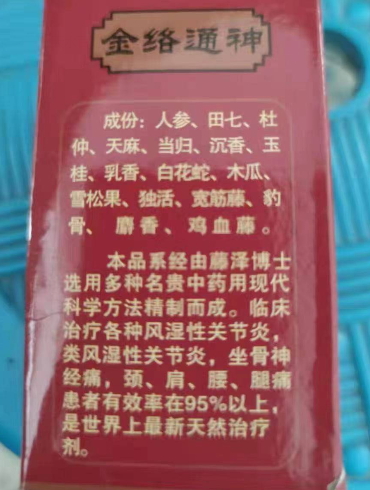 金络通神
成份：人参、田七、杜
仲、天麻、当归、沉香、玉
桂、乳香、白花蛇、木瓜、
雪松果、独活、宽筋藤、豹
骨、麝香、鸡血藤。
本品系经由藤泽博士
选用多种名贵中药用现代
科学方法精制而成。临床
治疗各种风湿性关节炎，
类风湿性关节炎，坐骨神
经痛，颈、肩、腰、腿痛
患者有效率在95%以上，
是世界上最新天然治疗
剂。